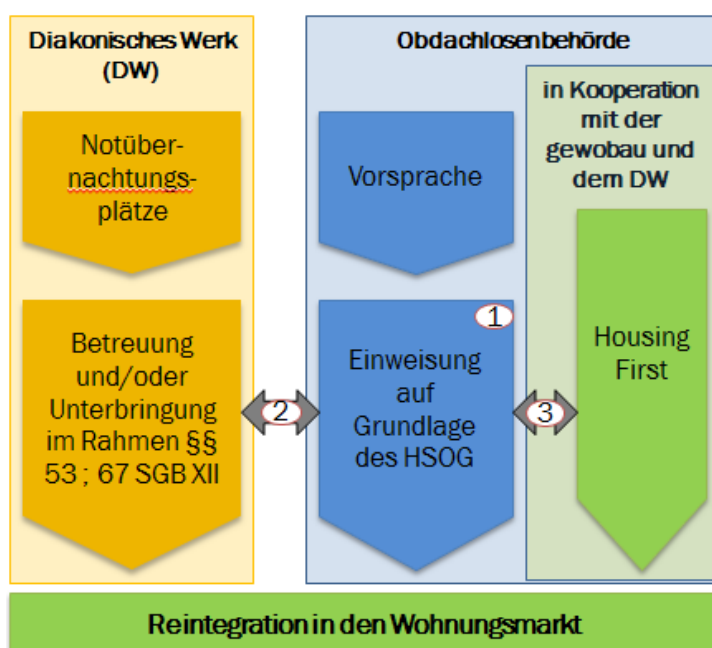 Diakonisches Werk
(DW)
Notüber-
nachtungs-
plätze
Betreuung
und/oder
Unterbringung
im Rahmen §§
53 ; 67 SGB XII
2
Obdachlosenbehörde
Vorsprache
1
Einweisung
auf
Grundlage
des HSOG
3
in Kooperation
mit der
gewobau und
dem DW
Housing
First
Reintegration in den Wohnungsmarkt